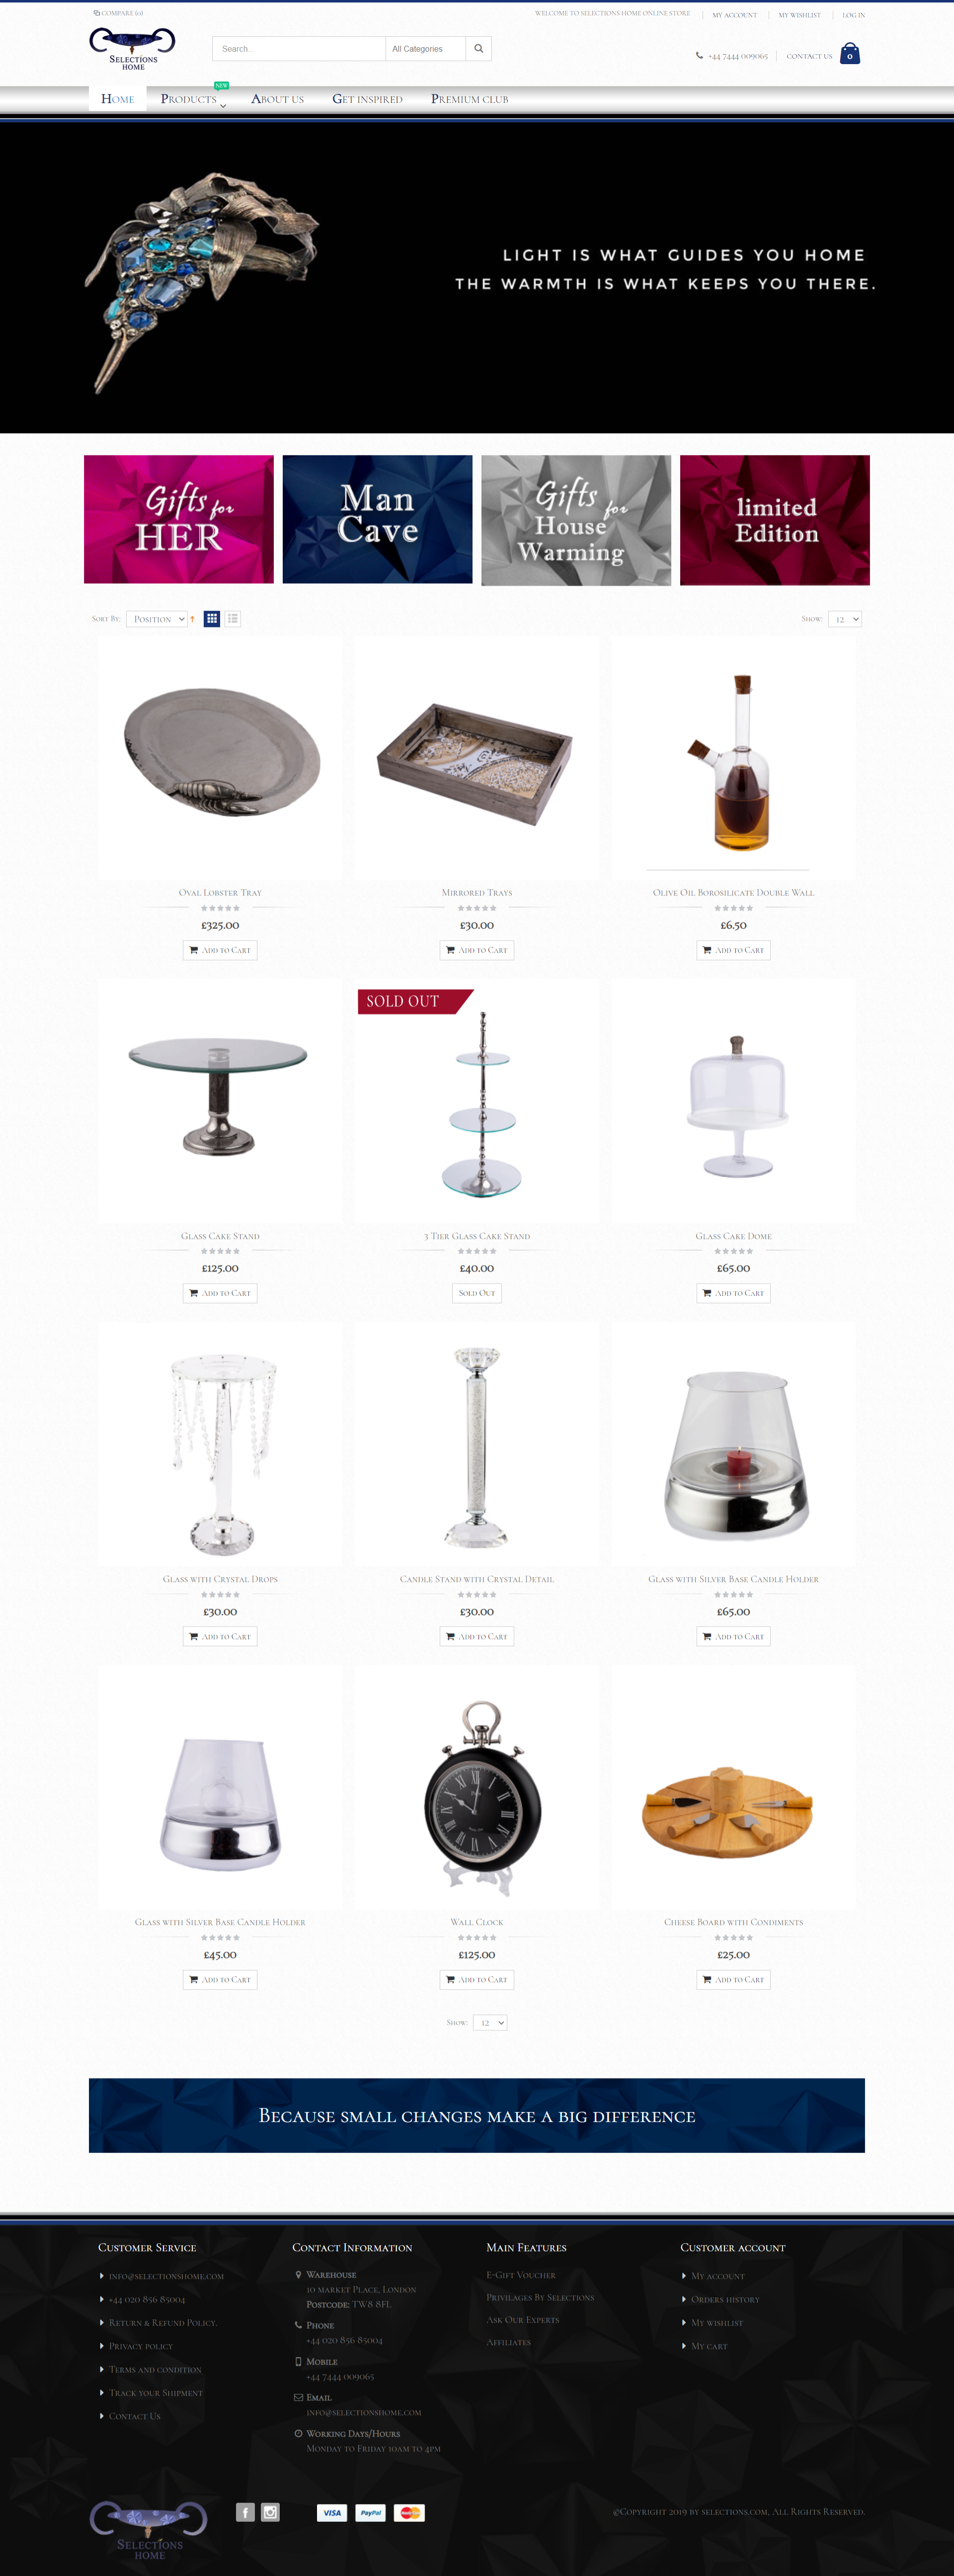 COMPARE (0)
WELCOME TO SELECTIONS HOME ONLINE STORE
MY ACCOUNT
MY WISHLIST
LOG IN
SELECTIONS
HOME
Search...
All Categories
+44 7444 009065
CONTACT US
0
HOME
PRODUCTS
NEW
ABOUT US
GET INSPIRED
PREMIUM CLUB
LIGHT IS WHAT GUIDES YOU HOME
THE WARMTH IS WHAT KEEPS YOU THERE.
Gifts for
HER
Man
Cave
Gifts for
House
Warming
limited
Edition
SORT BY:
POSITION
SHOW:
12
OVAL LOBSTER TRAY
£325.00
ADD TO CART
MIRRORED TRAYS
£30.00
ADD TO CART
OLIVE OIL BOROSILICATE DOUBLE WALL
£6.50
ADD TO CART
GLASS CAKE STAND
£125.00
ADD TO CART
SOLD OUT
3 TIER GLASS CAKE STAND
£40.00
SOLD OUT
GLASS CAKE DOME
£65.00
ADD TO CART
GLASS WITH CRYSTAL DROPS
£30.00
ADD TO CART
CANDLE STAND WITH CRYSTAL DETAIL
£30.00
ADD TO CART
GLASS WITH SILVER BASE CANDLE HOLDER
£65.00
ADD TO CART
GLASS WITH SILVER BASE CANDLE HOLDER
£45.00
ADD TO CART
WALL CLOCK
£125.00
ADD TO CART
CHEESE BOARD WITH CONDIMENTS
£25.00
ADD TO CART
SHOW:
12
BECAUSE SMALL CHANGES MAKE A BIG DIFFERENCE
CUSTOMER SERVICE
INFO@SELECTIONSHOME.COM
+44 020 856 85004
RETURN & REFUND POLICY.
PRIVACY POLICY
TERMS AND CONDITION
TRACK YOUR SHIPMENT
CONTACT US
CONTACT INFORMATION
WAREHOUSE
10 MARKET PLACE, LONDON
POSTCODE: TW8 8FL
PHONE
+44 020 856 85004
MOBILE
+44 7444 009065
EMAIL
INFO@SELECTIONSHOME.COM
WORKING DAYS/HOURS
MONDAY TO FRIDAY 10AM TO 4PM
MAIN FEATURES
E-GIFT VOUCHER
PRIVILAGES BY SELECTIONS
ASK OUR EXPERTS
AFFILIATES
CUSTOMER ACCOUNT
MY ACCOUNT
ORDERS HISTORY
MY WISHLIST
MY CART
SELECTIONS
HOME
VISA
PayPal
MasterCard
©COPYRIGHT 2019 BY SELECTIONS.COM, ALL RIGHTS RESERVED.